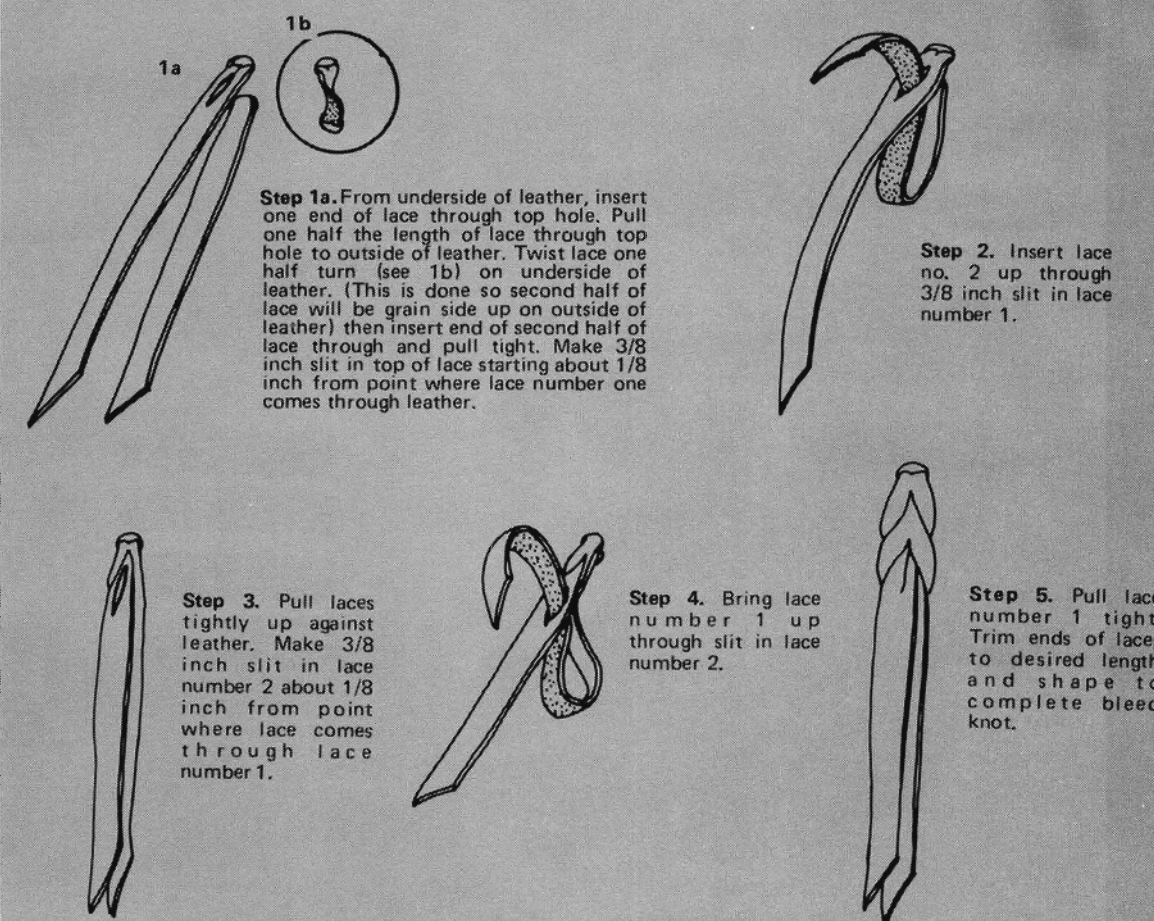 1b
1a
Step 1a. From underside of leather, insert
one end of lace through top hole. Pull
one half the length of lace through top
hole to outside of leather. Twist lace one
half turn (see 1b) on underside of
leather. (This is done so second half of
lace will be grain side up on outside of
leather) then insert end of second half of
lace through and pull tight. Make 3/8
inch slit in top of lace starting about 1/8
inch from point where lace number one
comes through leather.
Step 2. Insert lace
no. 2 up through
3/8 inch slit in lace
number 1.
Step 3. Pull laces
tightly up against
leather. Make 3/8
inch slit in lace
number 2 about 1/8
inch from point
where lace comes
through lace
number 1.
Step 4. Bring lace
number 1 up
through slit in lace
number 2.
Step 5. Pull lac
number 1 tight
Trim ends of lace
to desired length
and shape to
complete bleed
knot.